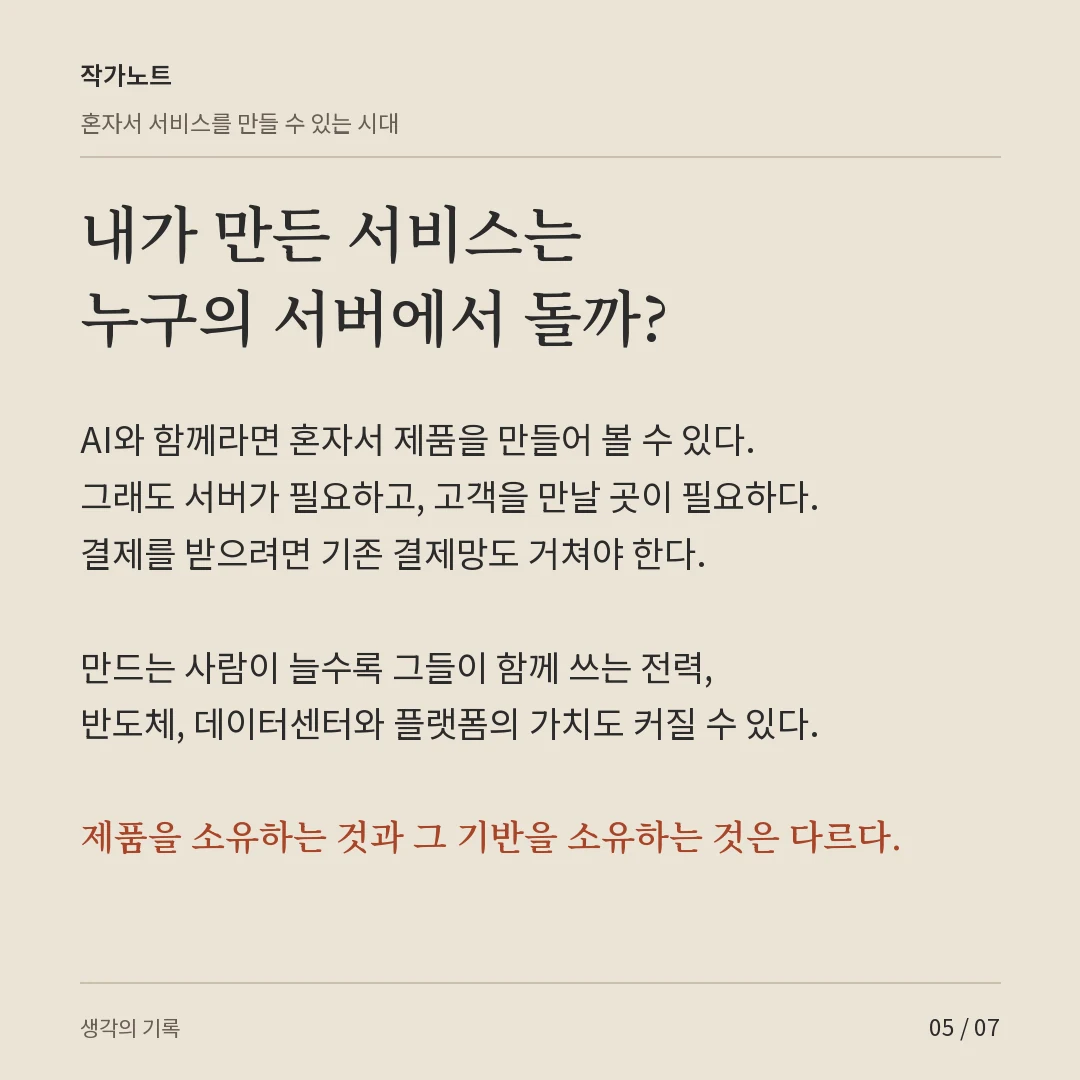 작가노트
혼자서 서비스를 만들 수 있는 시대
내가 만든 서비스는
누구의 서버에서 돌까?
AI와 함께라면 혼자서 제품을 만들어 볼 수 있다.
그래도 서버가 필요하고, 고객을 만날 곳이 필요하다.
결제를 받으려면 기존 결제망도 거쳐야 한다.
만드는 사람이 늘수록 그들이 함께 쓰는 전력,
반도체, 데이터센터와 플랫폼의 가치도 커질 수 있다.
제품을 소유하는 것과 그 기반을 소유하는 것은 다르다.
생각의 기록
05 / 07